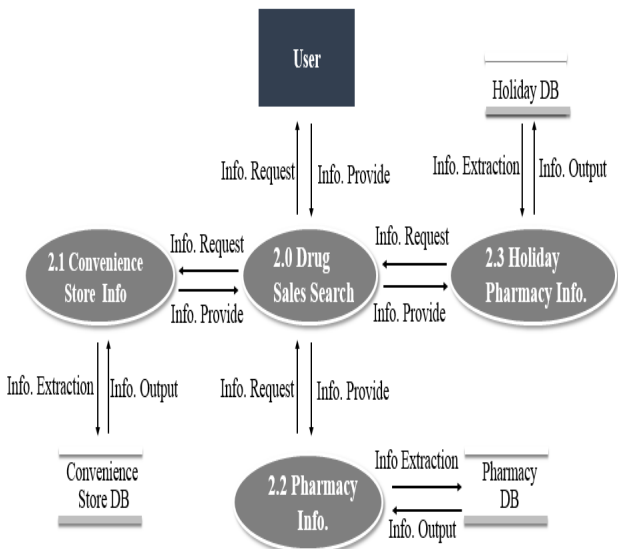 User
Holiday DB
Info. Request
Info. Provide
Info. Extraction
Info. Output
2.1 Convenience
Store Info
Info. Request
Info. Provide
2.0 Drug
Sales Search
Info. Request
Info. Provide
2.3 Holiday
Pharmacy Info.
Info. Extraction
Info. Output
Info. Request
Info. Provide
Convenience
Store DB
2.2 Pharmacy
Info.
Info Extraction
Info. Output
Pharmacy
DB